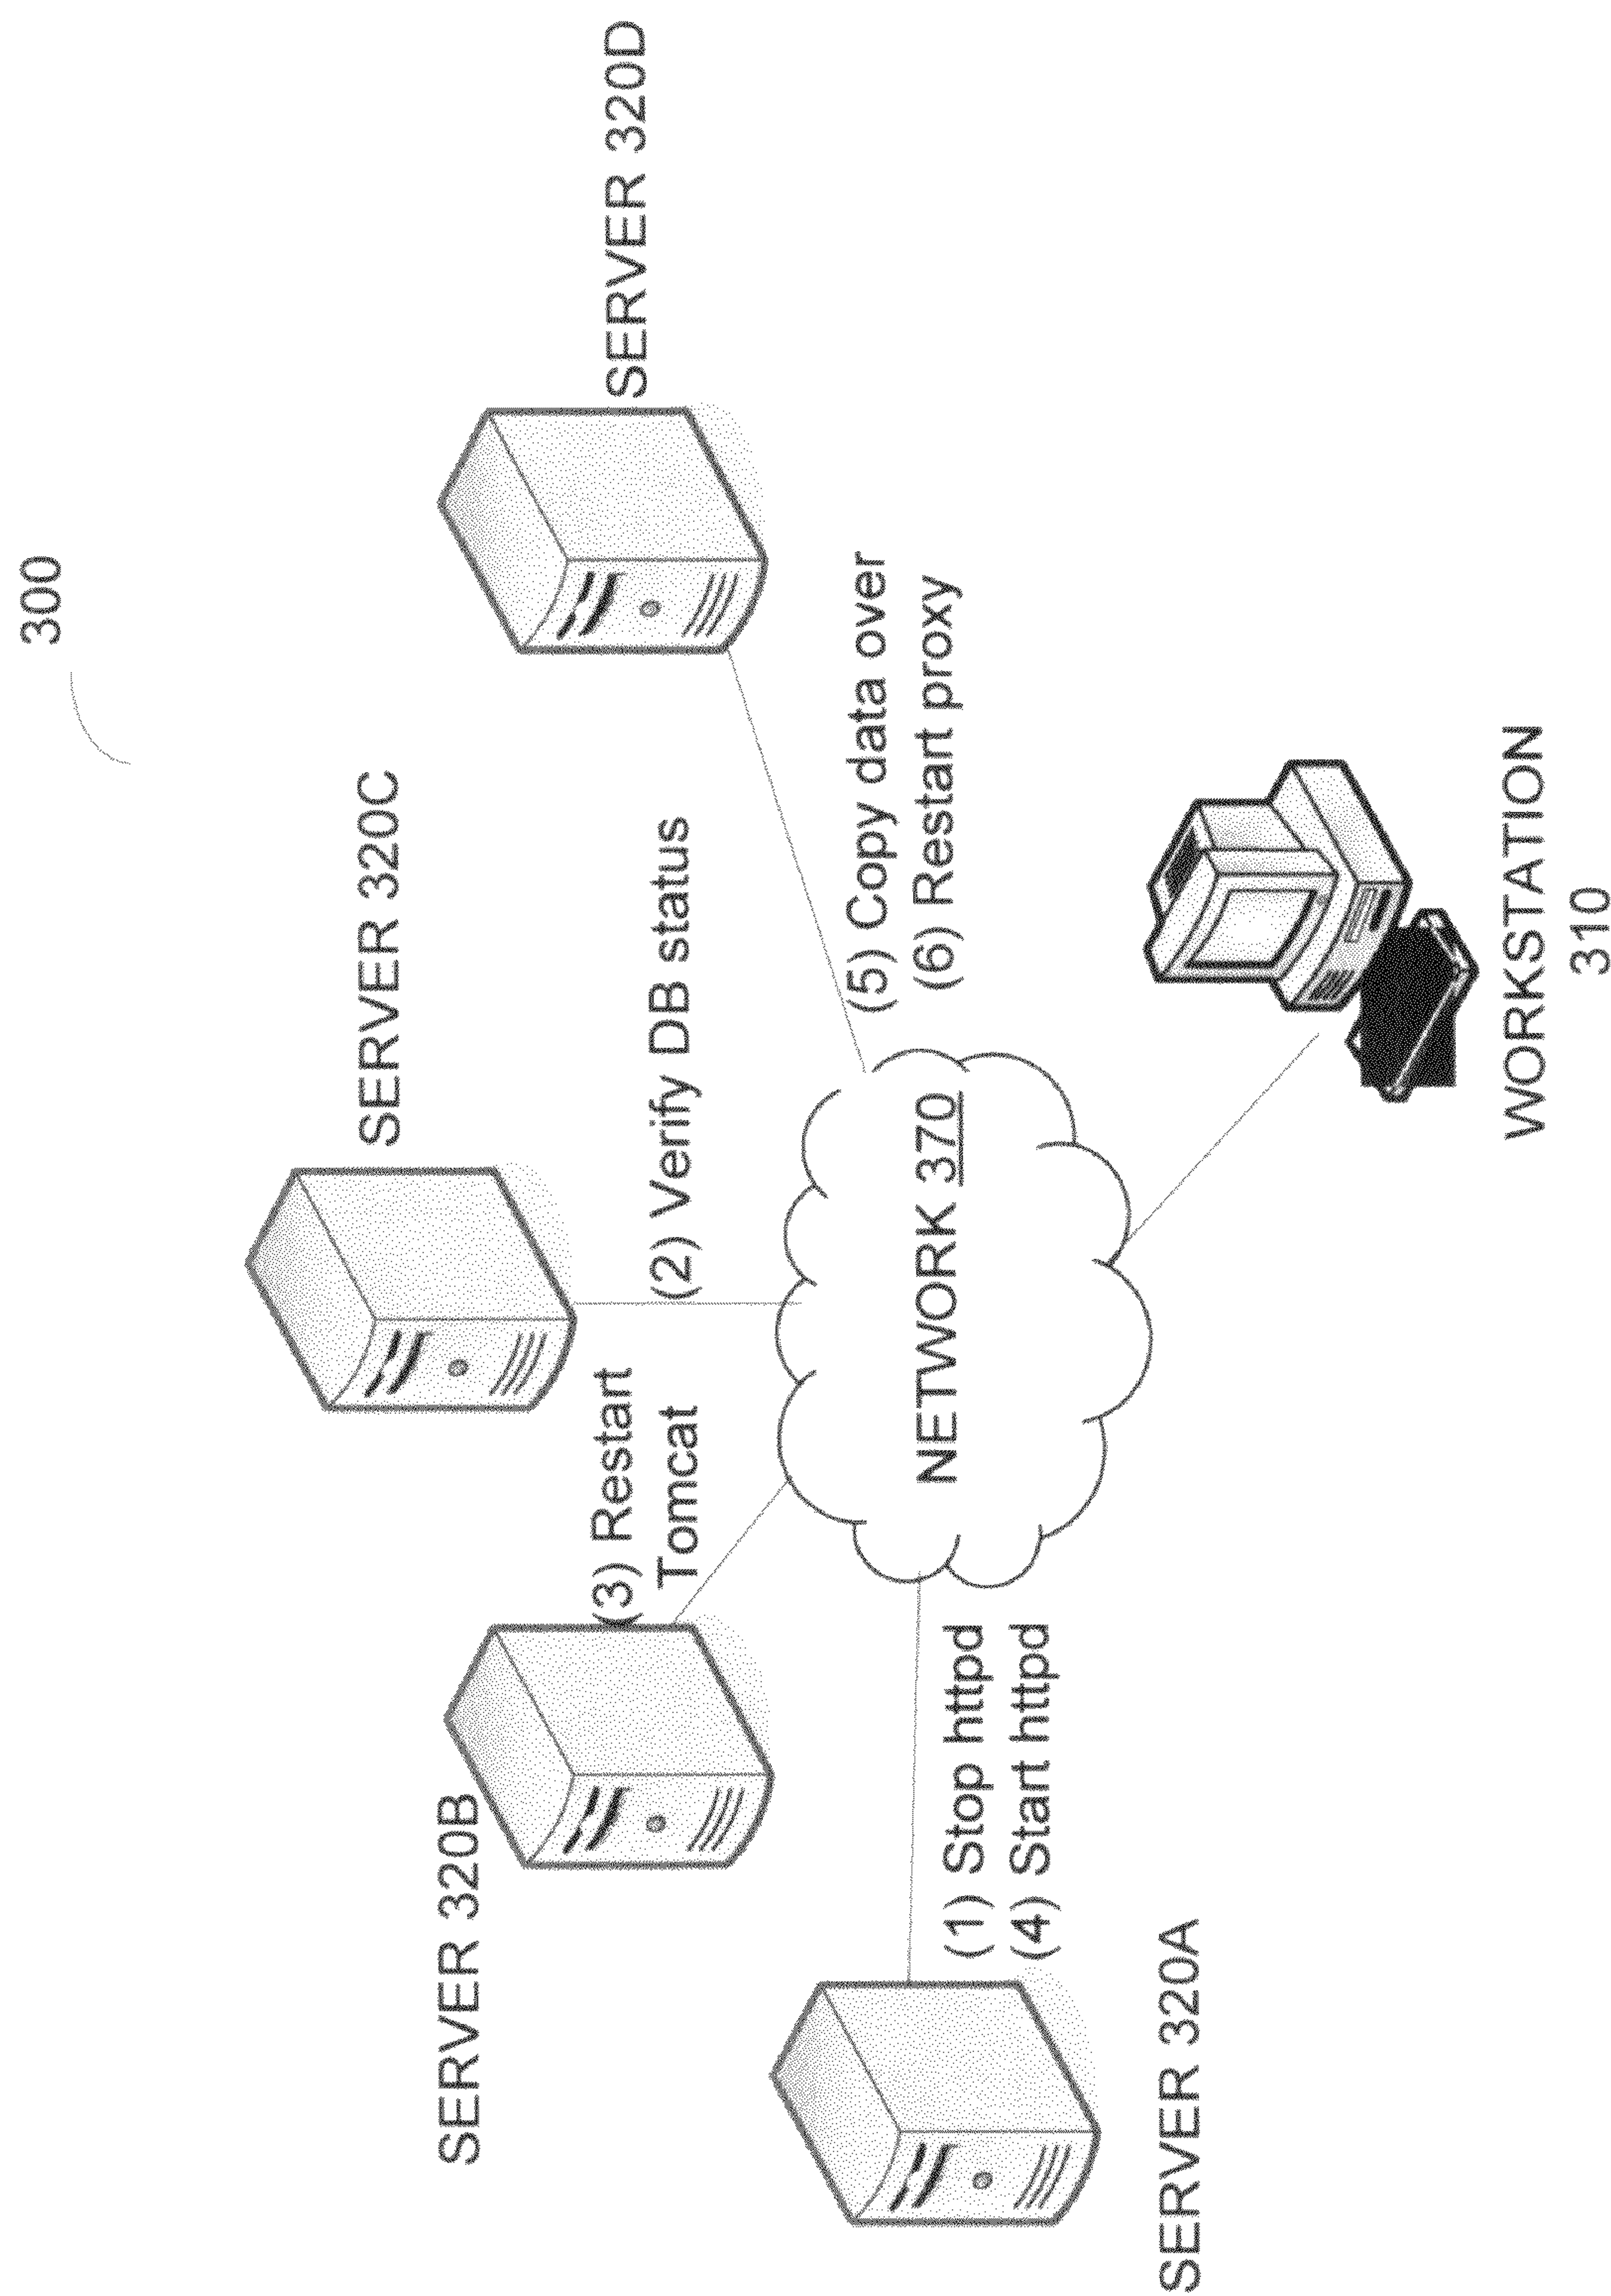 300
SERVER 320D
SERVER 320C
SERVER 320B
(3) Restart
Tomcat
(2) Verify DB status
(5) Copy data over
(6) Restart proxy
NETWORK 370
(1) Stop httpd
(4) Start httpd
SERVER 320A
WORKSTATION
310